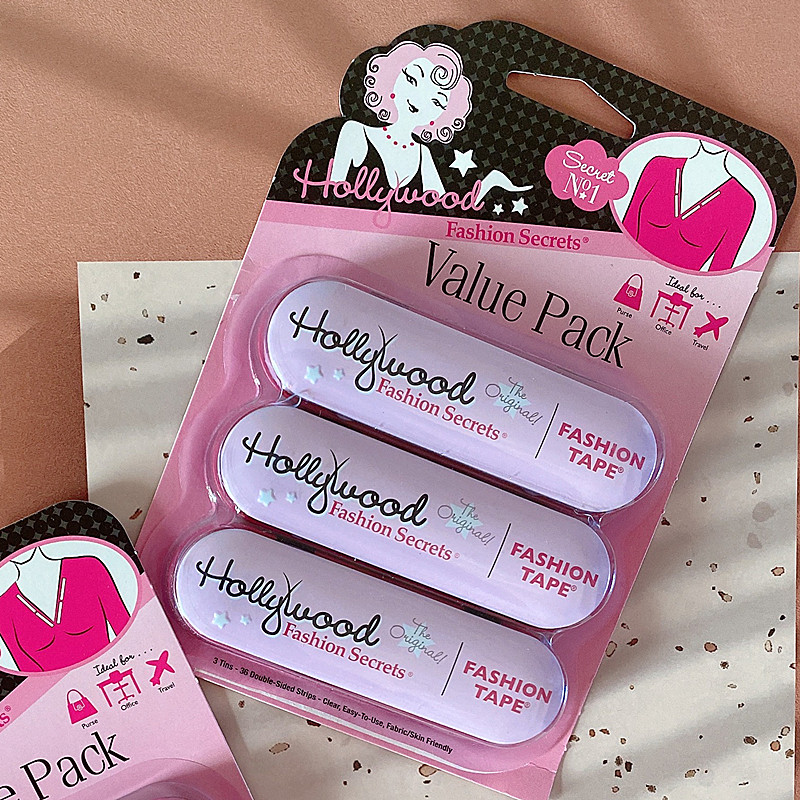 Hollywood
Fashion Secrets®
Secret
Nº1
Value Pack
Ideal for....
Purse
Office
Travel
Hollywood
Fashion Secrets®
The
Original!
FASHION
TAPE®
Hollywood
Fashion Secrets®
The
Original!
FASHION
TAPE®
Hollywood
Fashion Secrets®
The
Original!
FASHION
TAPE®
3 Tins - 36 Double-Sided Strips - Clear, Easy-To-Use, Fabric/Skin Friendly
Ideal for....
Purse
Office
Travel
Pack